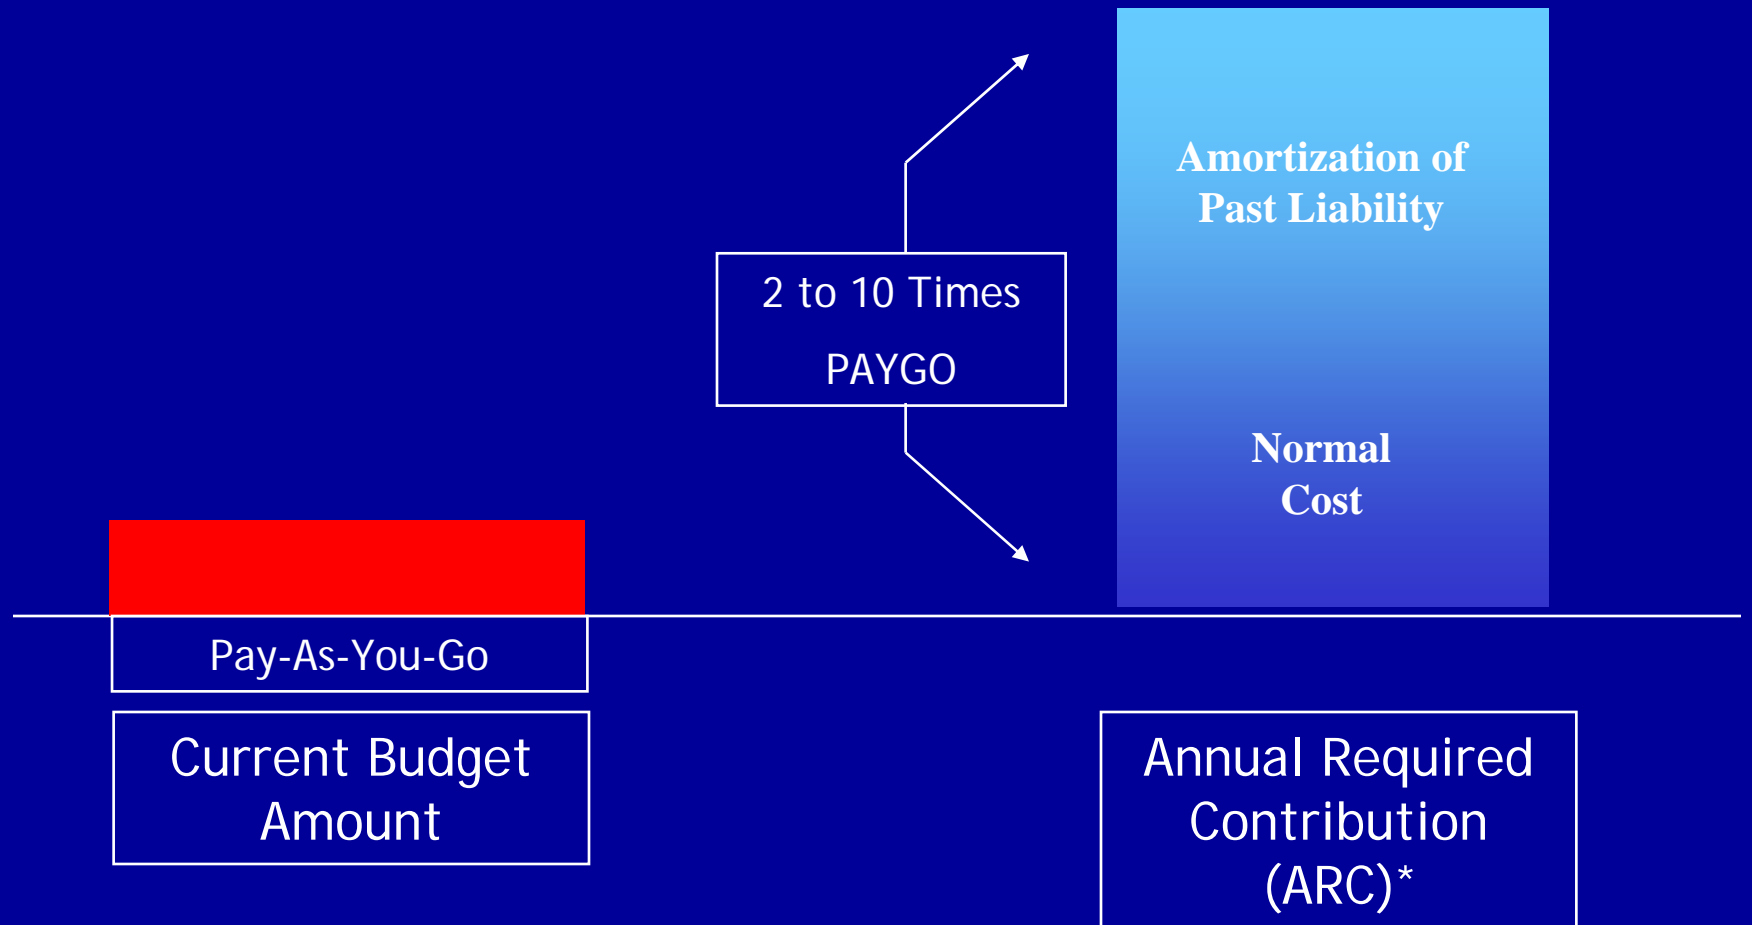 Amortization of
Past Liability
2 to 10 Times
PAYGO
Normal
Cost
Pay-As-You-Go
Current Budget
Amount
Annual Required
Contribution
(ARC)*